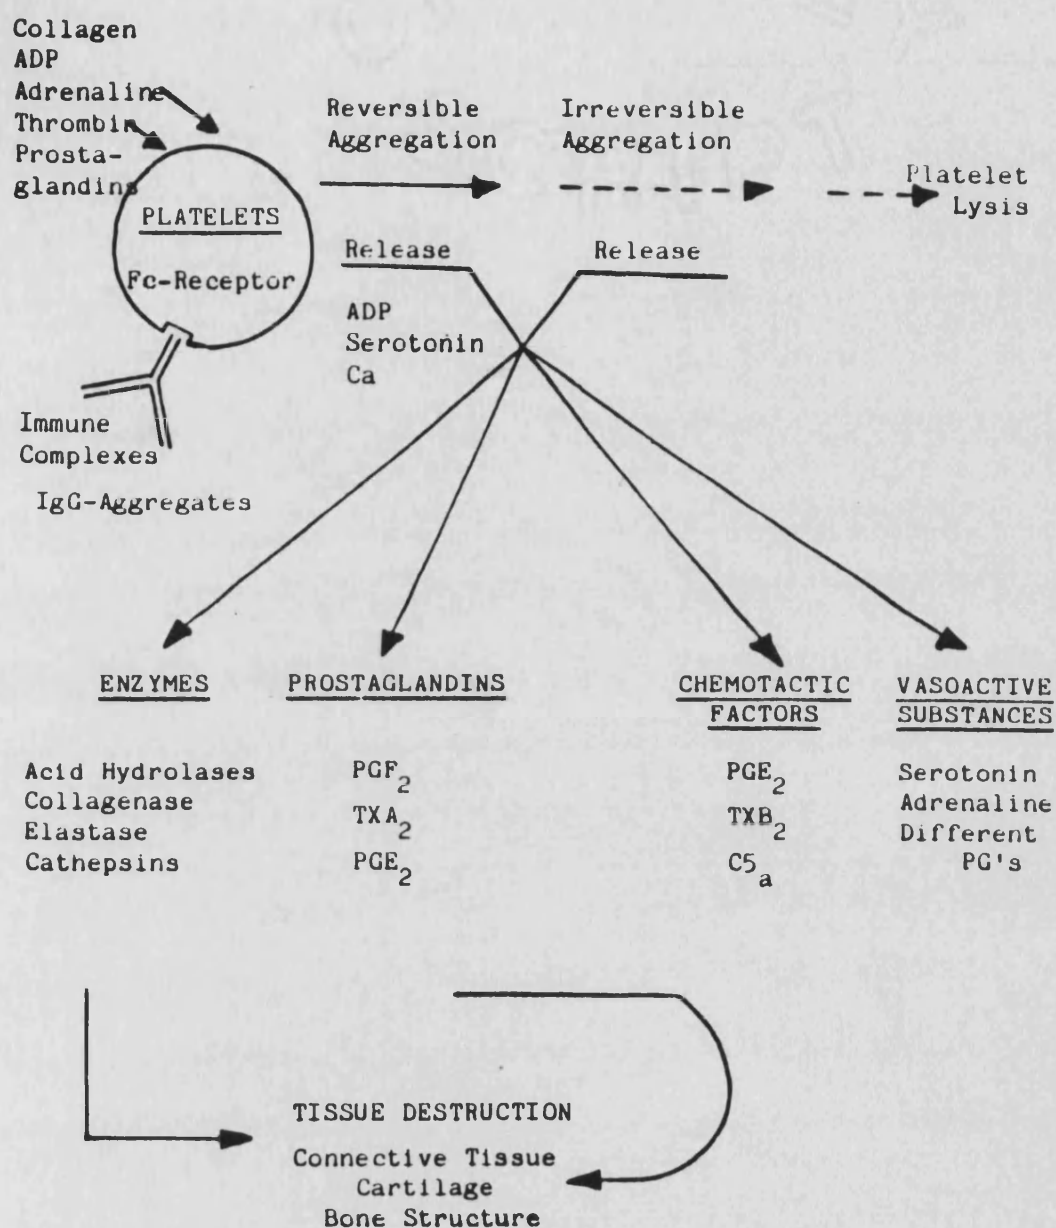 Collagen
ADP
Adrenaline
Thrombin
Prosta-
glandins
PLATELETS
Fc-Receptor
Immune
Complexes
IgG-Aggregates
Reversible
Aggregation
Irreversible
Aggregation
Platelet
Lysis
Release
Release
ADP
Serotonin
Ca
ENZYMES
Acid Hydrolases
Collagenase
Elastase
Cathepsins
PROSTAGLANDINS
PGF2
TXA2
PGE2
CHEMOTACTIC
FACTORS
PGE2
TXB2
C5a
VASOACTIVE
SUBSTANCES
Serotonin
Adrenaline
Different
PG's
TISSUE DESTRUCTION
Connective Tissue
Cartilage
Bone Structure